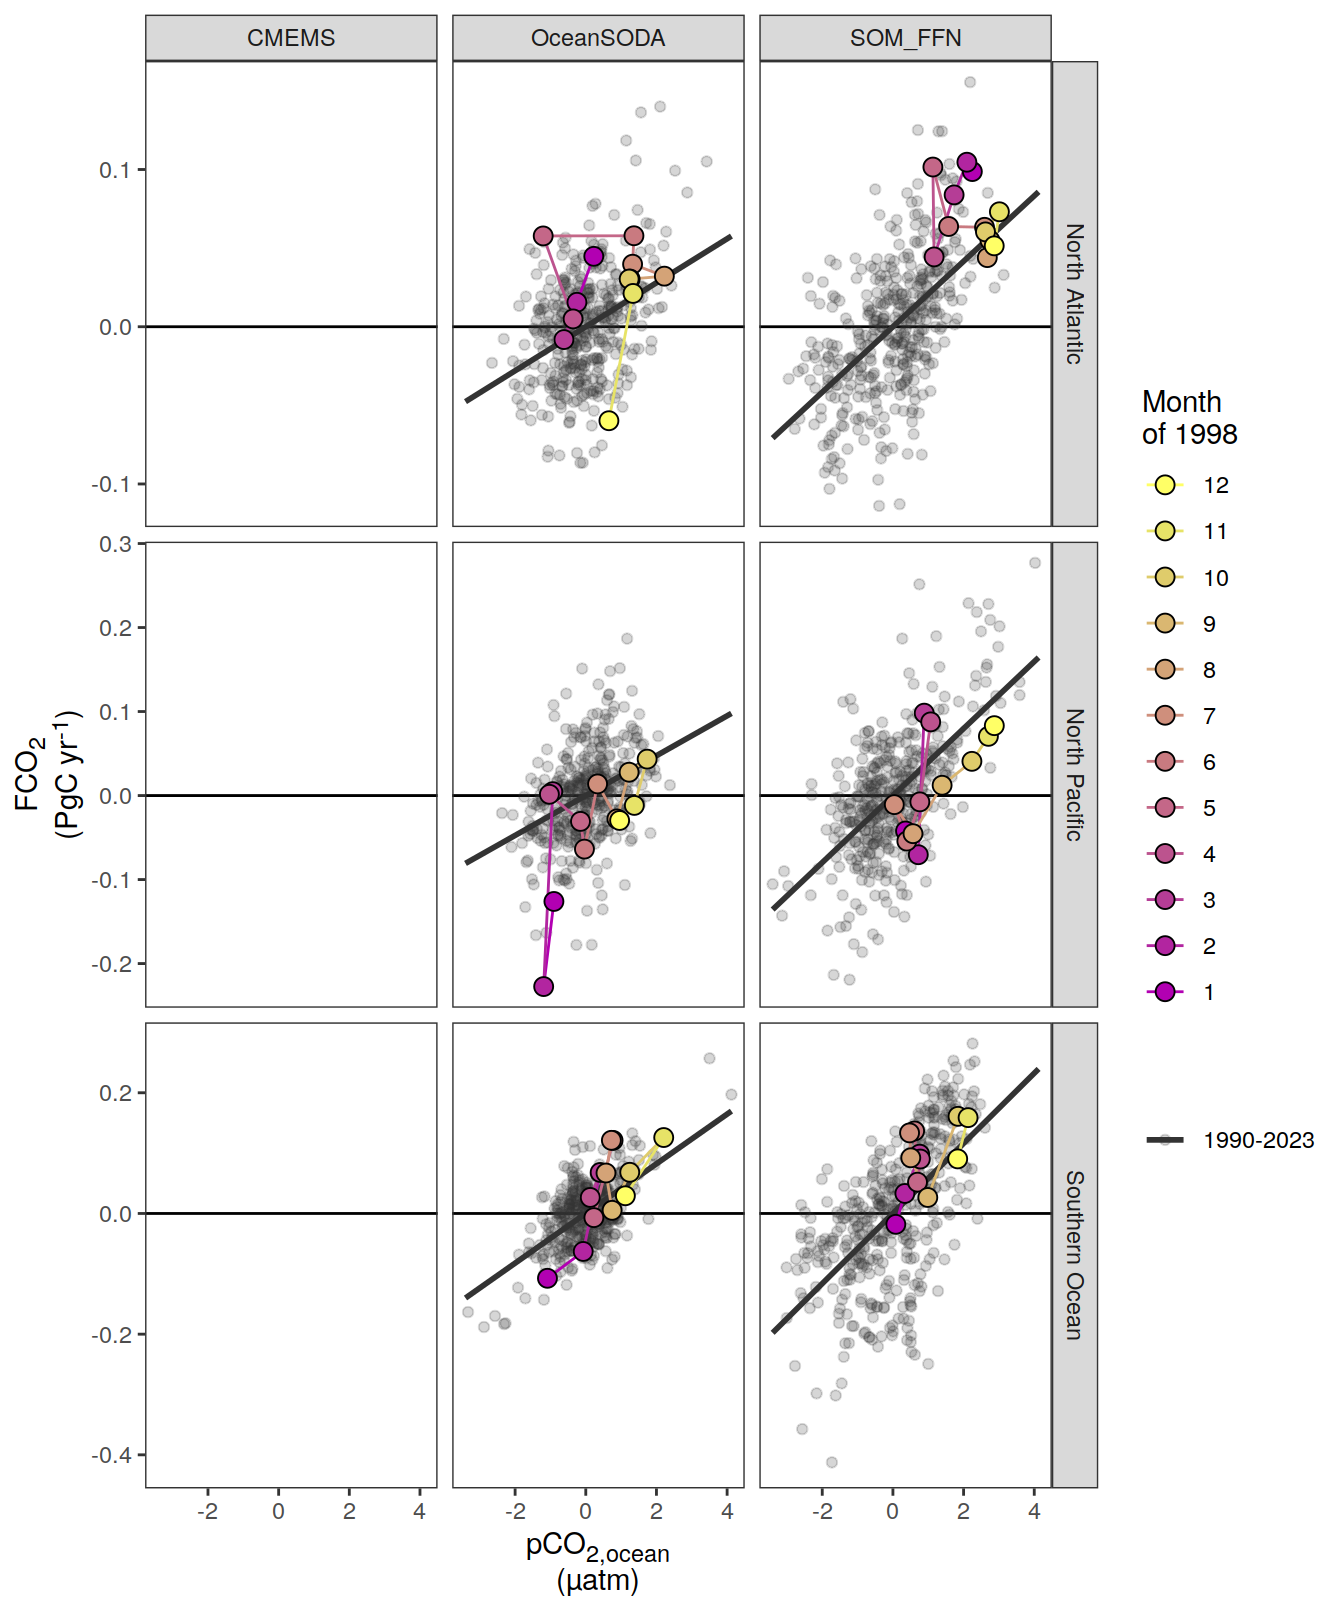 CMEMS
OceanSODA
SOM_FFN
0.1
0.0
-0.1
North Atlantic
0.3
0.2
0.1
0.0
-0.1
-0.2
North Pacific
0.2
0.0
-0.2
-0.4
Southern Ocean
-2 0 2 4
-2 0 2 4
-2 0 2 4
FCO₂
(PgC yr⁻¹)
pCO₂,ocean
(µatm)
Month
of 1998
12
11
10
9
8
7
6
5
4
3
2
1
1990-2023